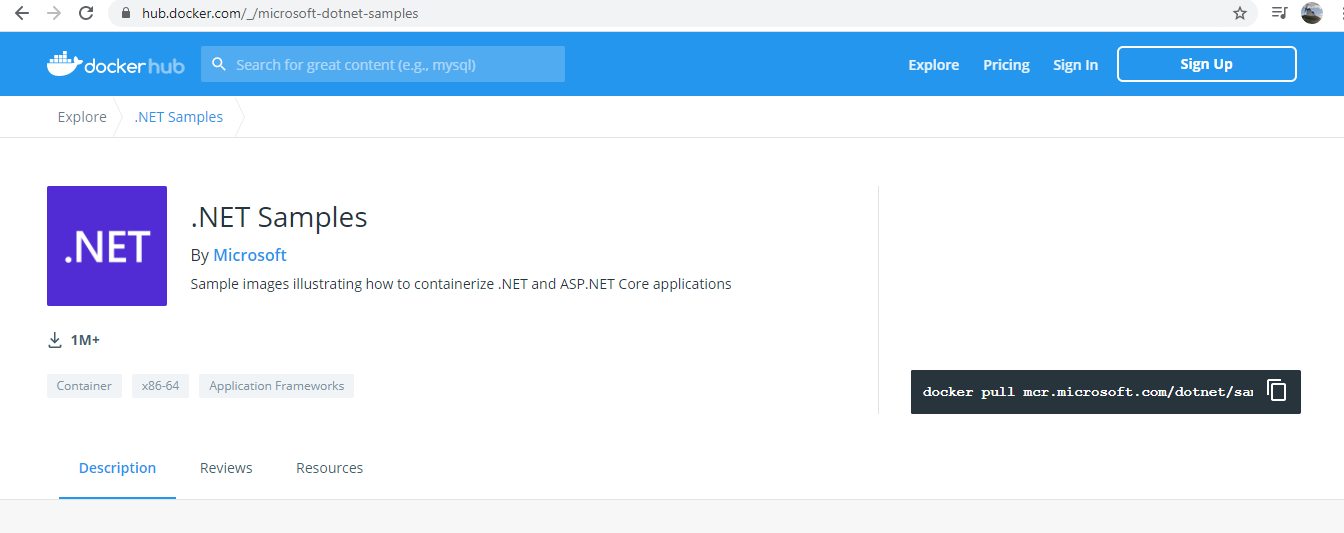 hub.docker.com/_/microsoft-dotnet-samples
docker hub
Search for great content (e.g., mysql)
Explore
Pricing
Sign In
Sign Up
Explore
.NET Samples
.NET
.NET Samples
By Microsoft
Sample images illustrating how to containerize .NET and ASP.NET Core applications
1M+
Container
x86-64
Application Frameworks
docker pull mcr.microsoft.com/dotnet/sa
Description
Reviews
Resources